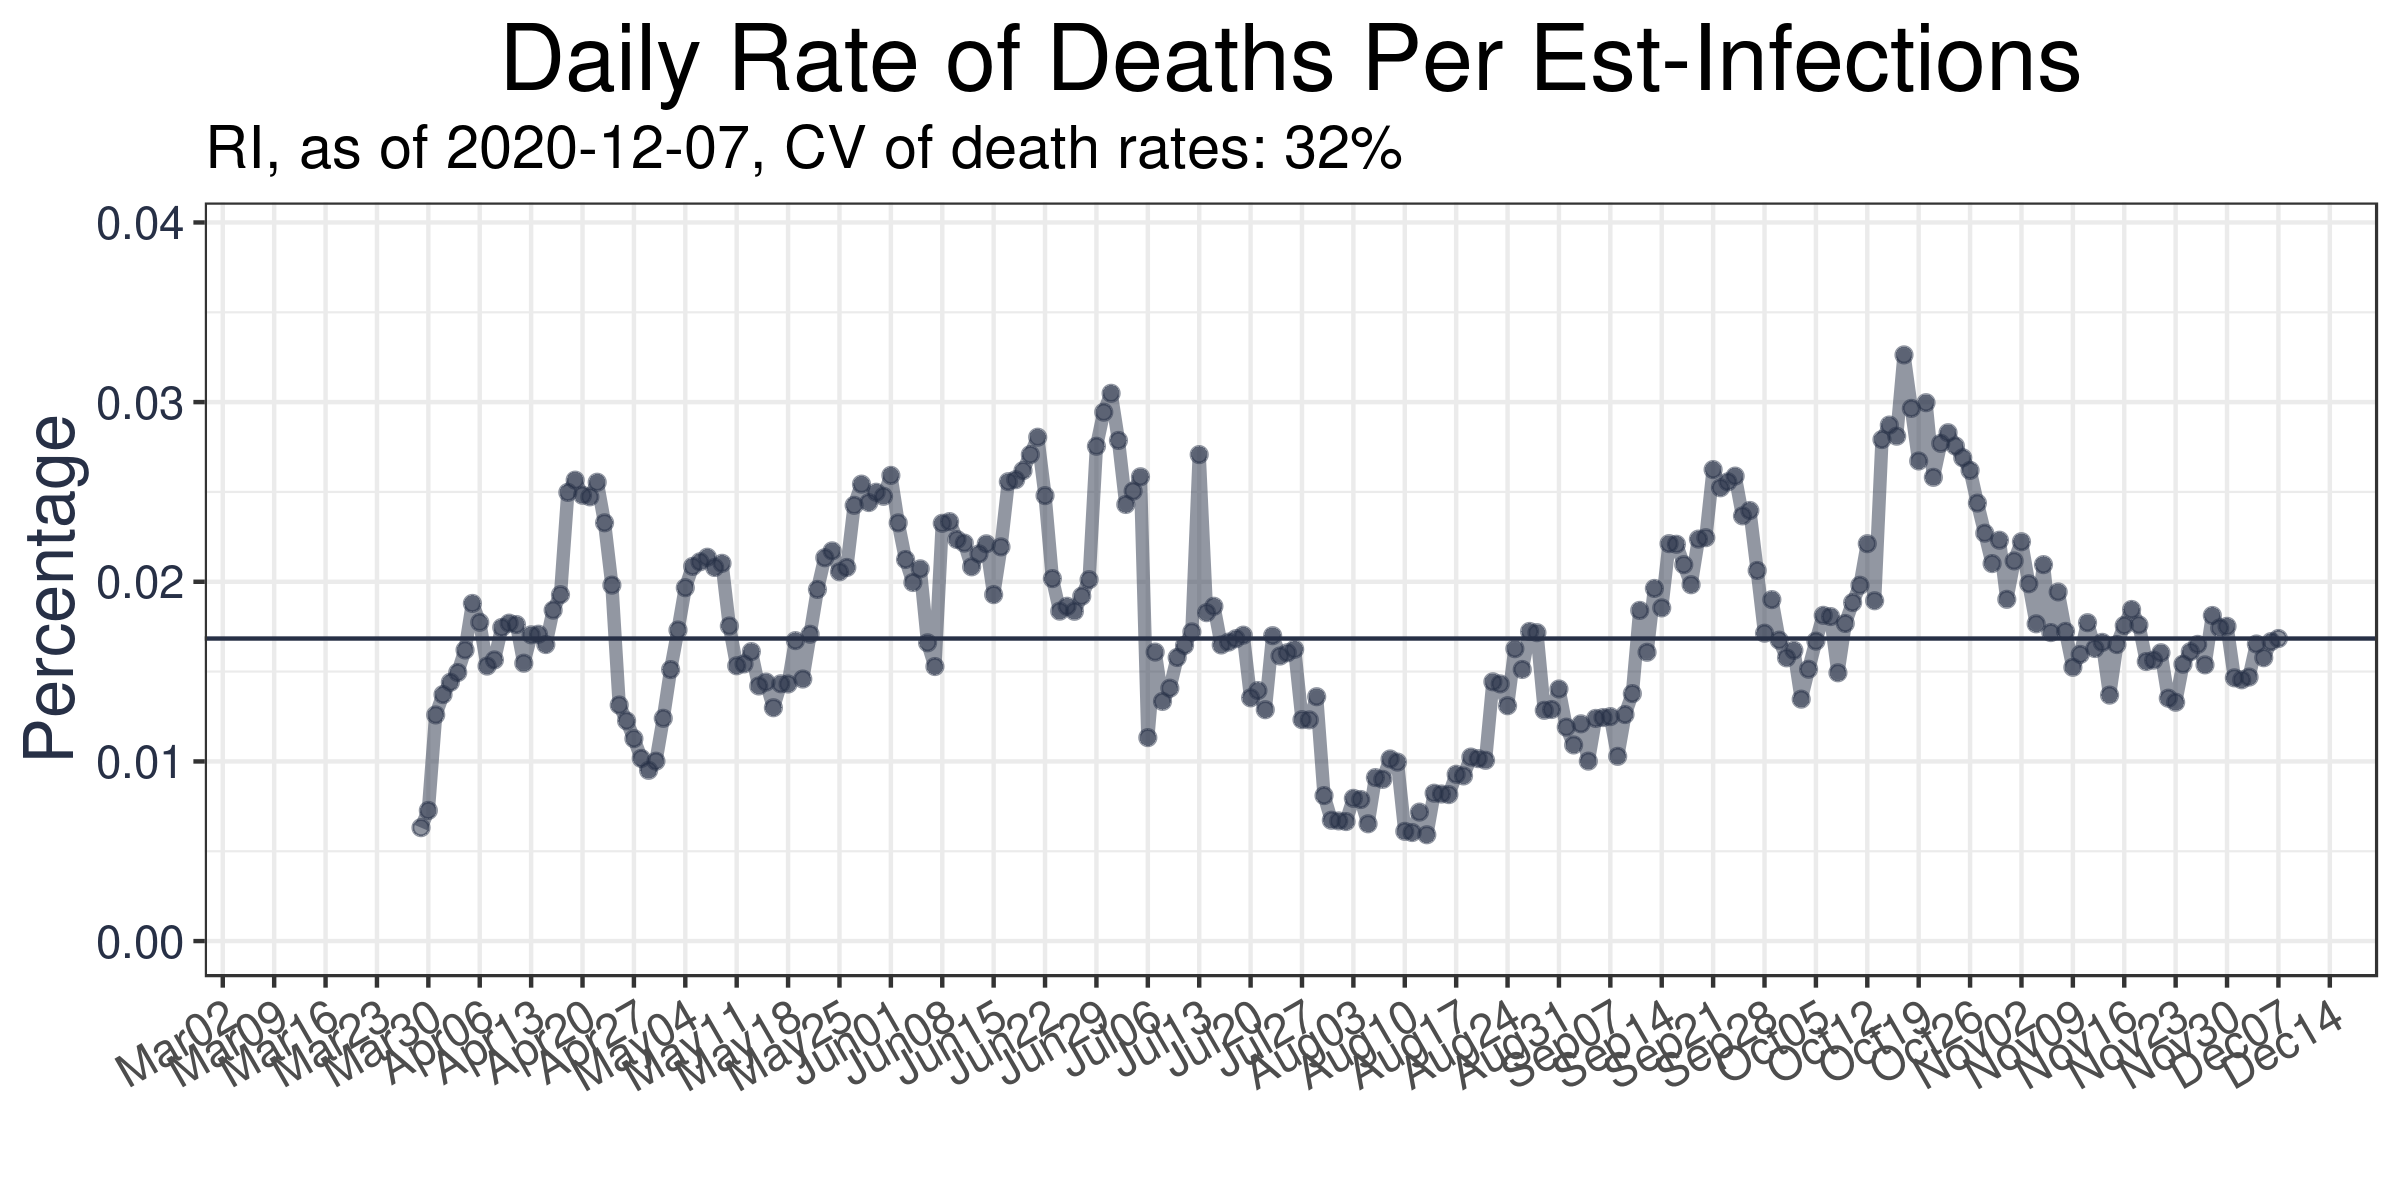 Daily Rate of Deaths Per Est-Infections
RI, as of 2020-12-07, CV of death rates: 32%
Percentage
0.04
0.03
0.02
0.01
0.00
Mar02
Mar09
Mar16
Mar23
Mar30
Apr06
Apr13
Apr20
Apr27
May04
May11
May18
May25
Jun01
Jun08
Jun15
Jun22
Jun29
Jul06
Jul13
Jul20
Jul27
Aug03
Aug10
Aug17
Aug24
Aug31
Sep07
Sep14
Sep21
Sep28
Oct05
Oct12
Oct19
Oct26
Nov02
Nov09
Nov16
Nov23
Nov30
Dec07
Dec14